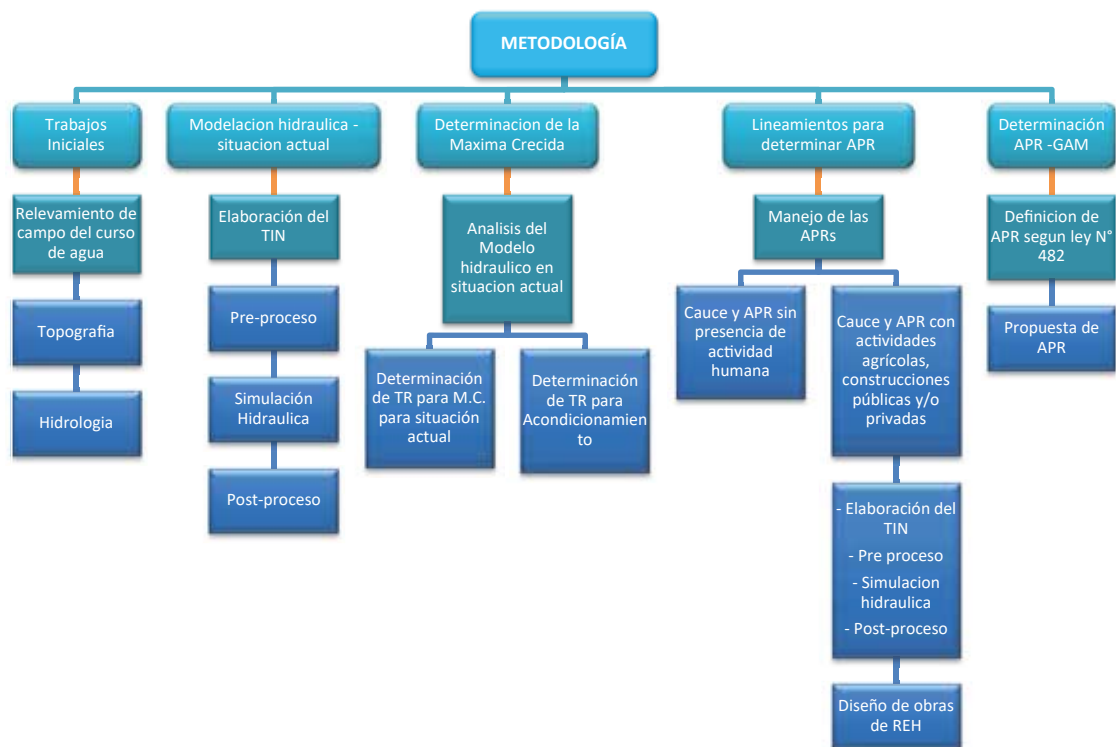 METODOLOGÍA
Trabajos
Iniciales
Relevamiento de
campo del curso
de agua
Topografia
Hidrologia
Modelacion hidraulica -
situacion actual
Elaboración del
TIN
Pre-proceso
Simulación
Hidraulica
Post-proceso
Determinacion de la
Maxima Crecida
Analisis del
Modelo
hidraulico en
situacion actual
Determinación
de TR para M.C.
para situación
actual
Determinación
de TR para
Acondicionamie
nto
Lineamientos para
determinar APR
Manejo de las
APRs
Cauce y APR sin
presencia de
actividad
humana
Cauce y APR con
actividades
agrícolas,
construcciones
públicas y/o
privadas
- Elaboración del
TIN
- Pre proceso
- Simulacion
hidraulica
- Post-proceso
Diseño de obras
de REH
Determinación
APR -GAM
Definicion de
APR segun ley N°
482
Propuesta de
APR